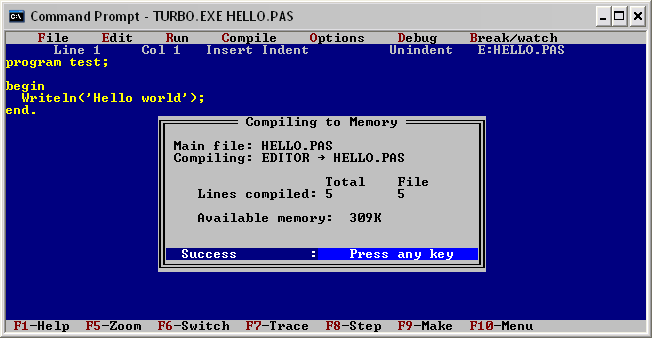 Command Prompt - TURBO.EXE HELLO.PAS
File Edit Run Compile Options Debug Break/watch
Line 1 Col 1 Insert Indent Unindent E:HELLO.PAS
program test;
begin
Writeln('Hello world');
end.
Compiling to Memory
Main file: HELLO.PAS
Compiling: EDITOR → HELLO.PAS
Total File
Lines compiled: 5 5
Available memory: 309K
Success : Press any key
F1-Help F5-Zoom F6-Switch F7-Trace F8-Step F9-Make F10-Menu